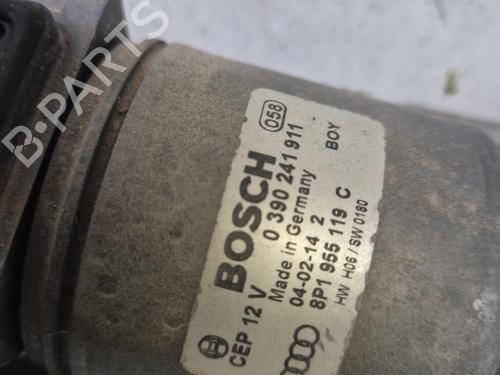 B-PARTS
CEP 12 V
BOSCH
058
0 390 241 911
Made in Germany
BOY
04-02-14 2
8P1 955 119 C
HW H06 / SW 0180